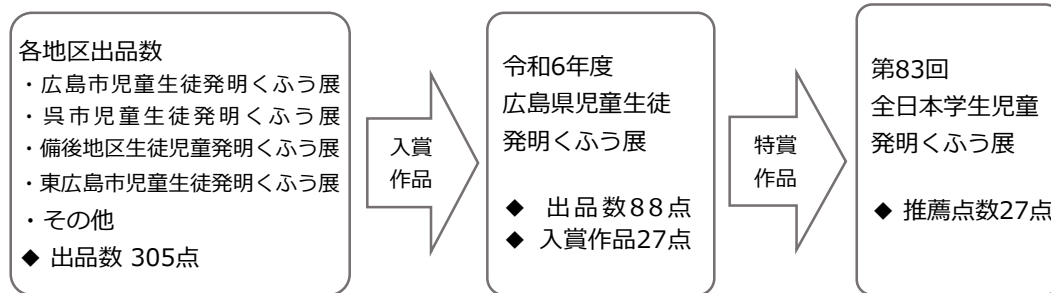 各地区出品数
・広島市児童生徒発明くふう展
・呉市児童生徒発明くふう展
・備後地区生徒児童発明くふう展
・東広島市児童生徒発明くふう展
・その他
◆ 出品数 305点
入賞
作品
令和6年度
広島県児童生徒
発明くふう展
◆ 出品数88点
◆ 入賞作品27点
特賞
作品
第83回
全日本学生児童
発明くふう展
◆ 推薦点数27点